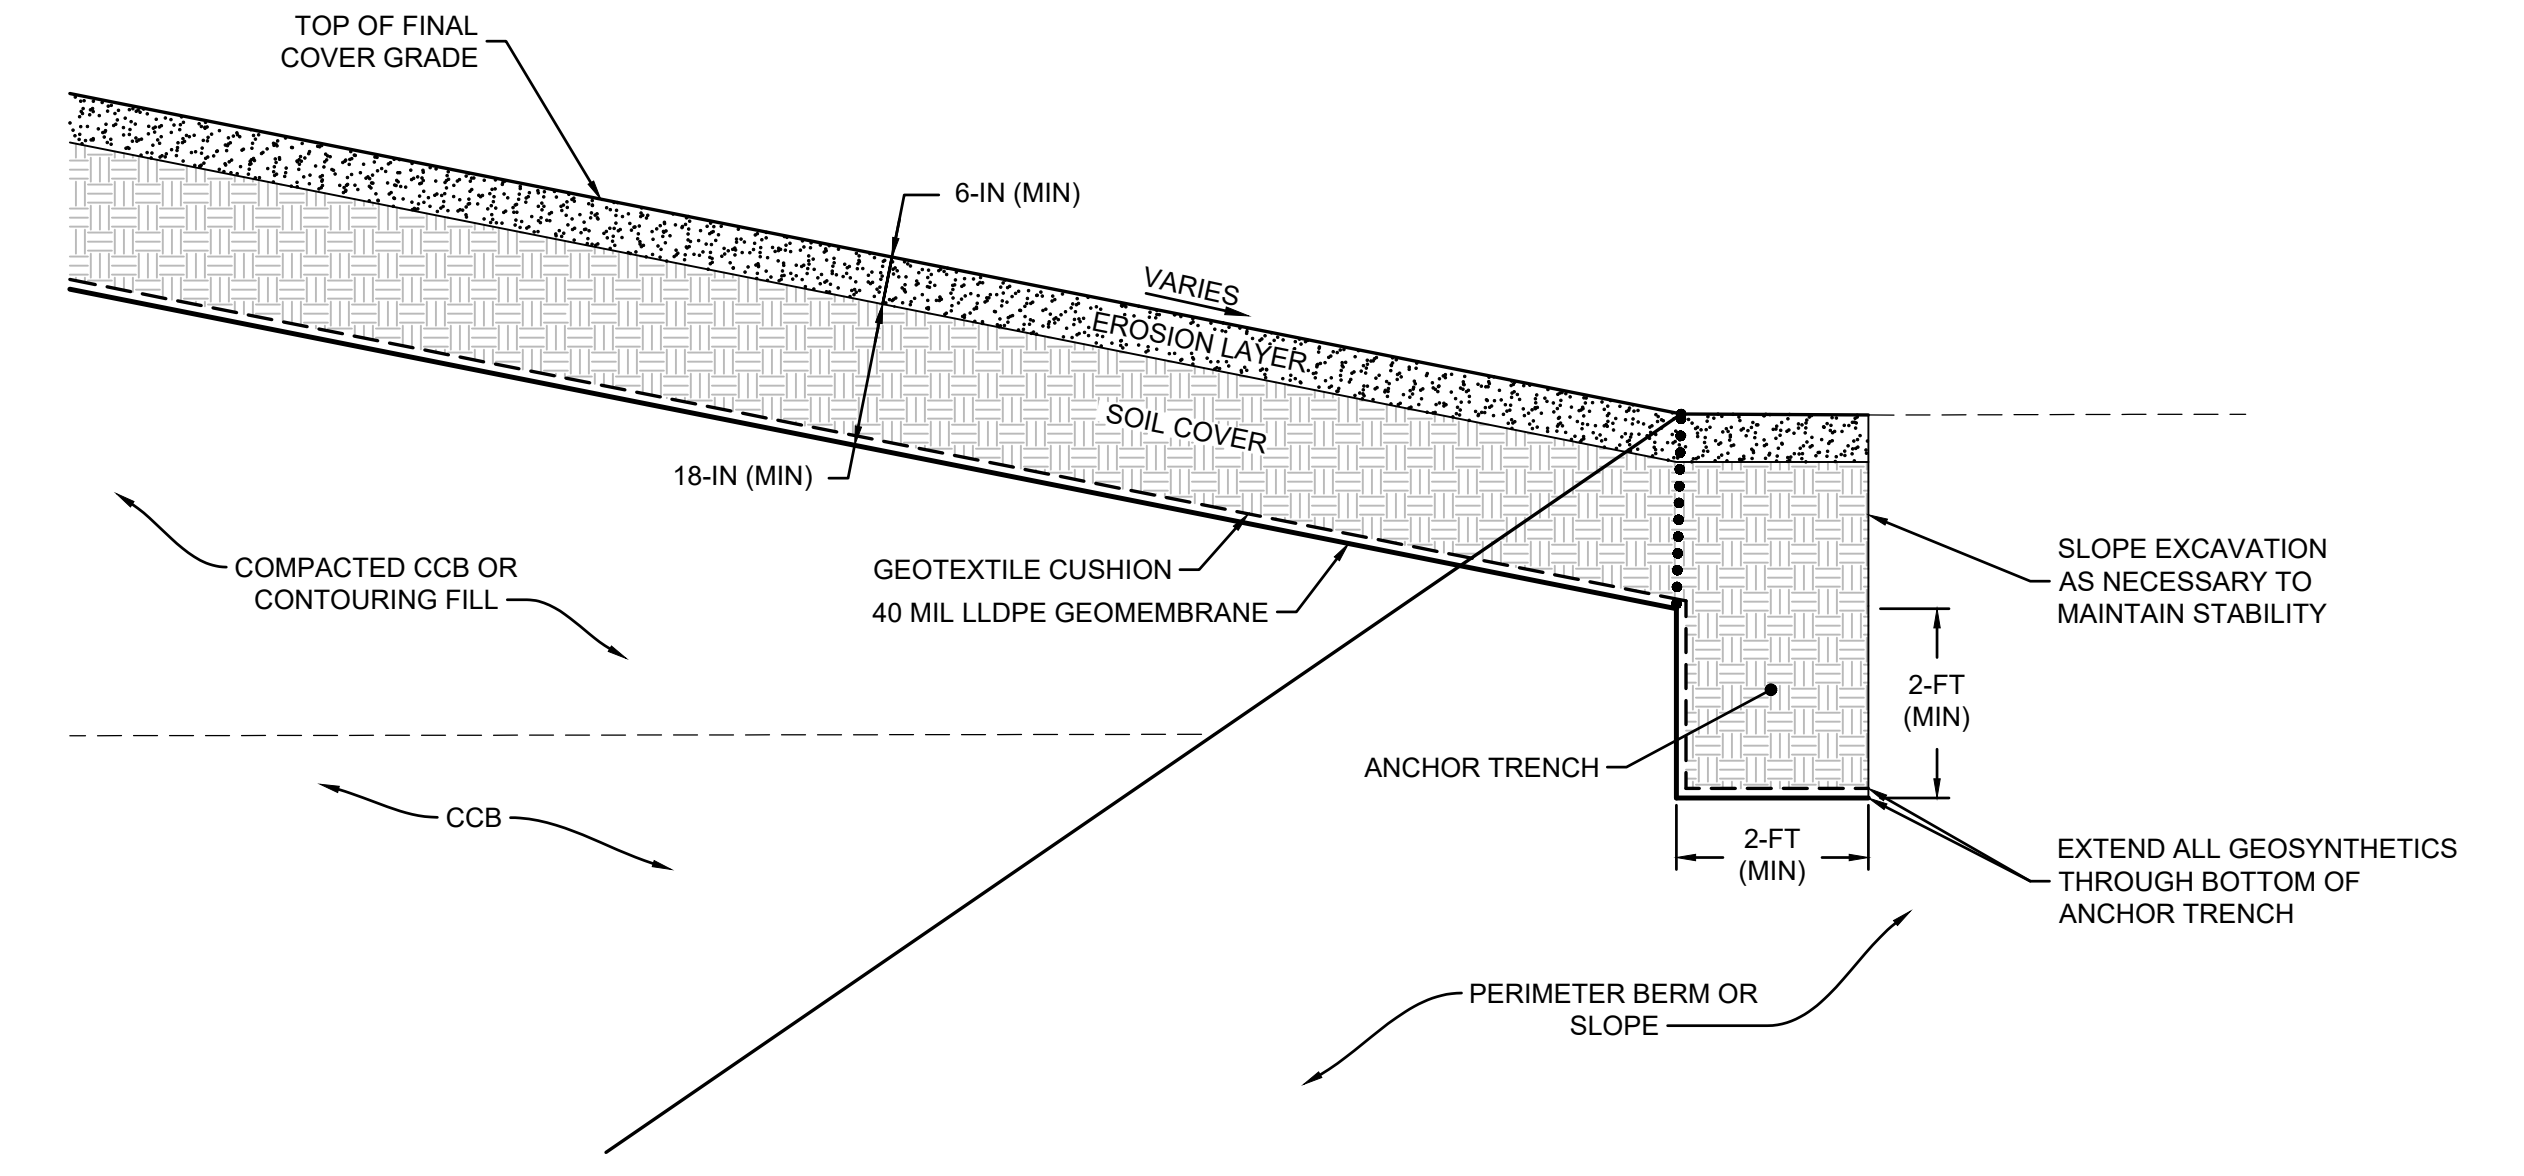 TOP OF FINAL
COVER GRADE
6-IN (MIN)
VARIES
EROSION LAYER
SOIL COVER
18-IN (MIN)
GEOTEXTILE CUSHION
40 MIL LLDPE GEOMEMBRANE
COMPACTED CCB OR
CONTOURING FILL
SLOPE EXCAVATION
AS NECESSARY TO
MAINTAIN STABILITY
2-FT
(MIN)
ANCHOR TRENCH
CCB
2-FT
(MIN)
EXTEND ALL GEOSYNTHETICS
THROUGH BOTTOM OF
ANCHOR TRENCH
PERIMETER BERM OR
SLOPE